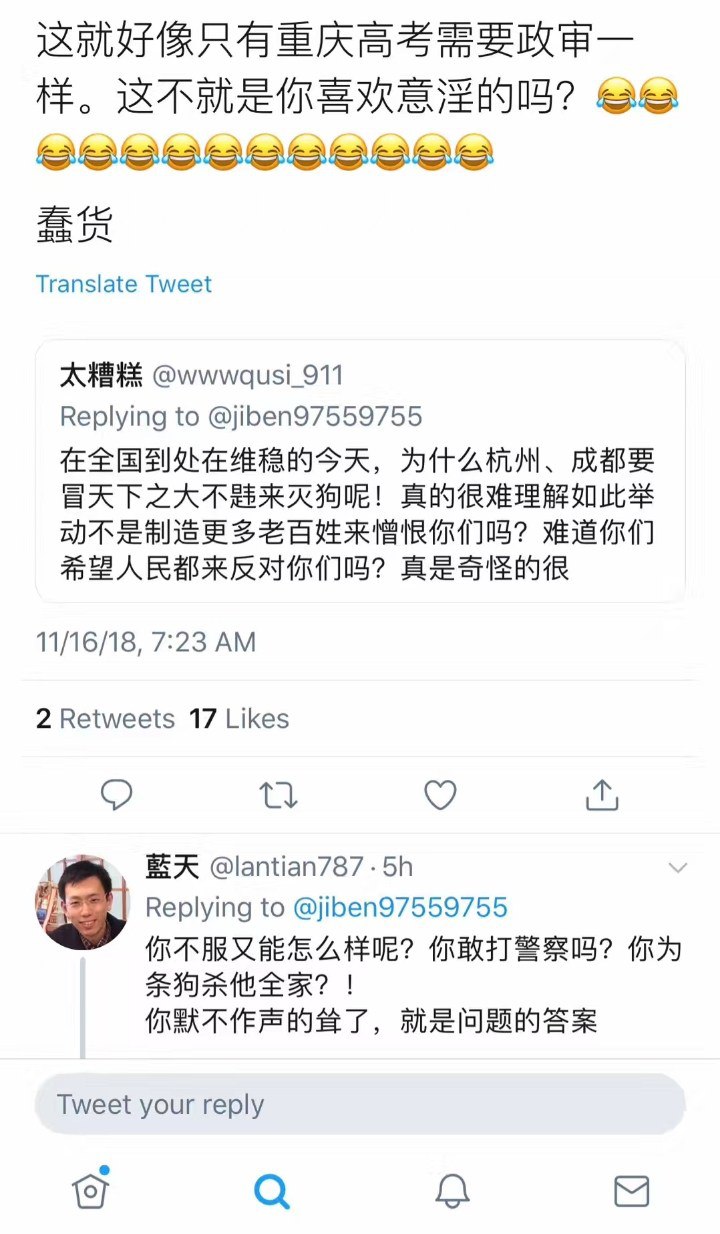 这就好像只有重庆高考需要政审一
样。这不就是你喜欢意淫的吗？😂😂
😂😂😂😂😂😂😂😂😂😂😂
蠢货
Translate Tweet
太糟糕 @wwwqusi_911
Replying to @jiben97559755
在全国到处在维稳的今天，为什么杭州、成都要
冒天下之大不韪来灭狗呢！真的很难理解如此举
动不是制造更多老百姓来憎恨你们吗？难道你们
希望人民都来反对你们吗？真是奇怪的很
11/16/18, 7:23 AM
2 Retweets 17 Likes
藍天 @lantian787 · 5h
Replying to @jiben97559755
你不服又能怎么样呢？你敢打警察吗？你为
条狗杀他全家？！
你默不作声的耸了，就是问题的答案
Tweet your reply